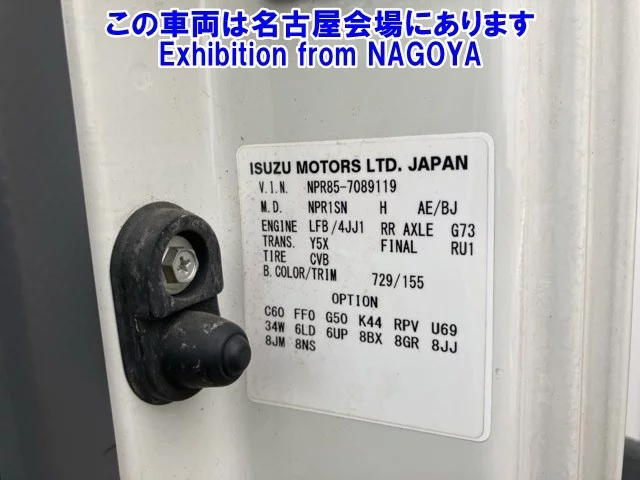 この車両は名古屋会場にあります
Exhibition from NAGOYA
ISUZU MOTORS LTD. JAPAN
V.I.N. NPR85-7089119
M.D. NPR1SN H AE/BJ
ENGINE LFB/4JJ1 RR AXLE G73
TRANS. Y5X FINAL RU1
TIRE CVB
B.COLOR/TRIM 729/155
OPTION
C60 FF0 G50 K44 RPV U69
34W 6LD 6UP 8BX 8GR 8JJ
8JM 8NS